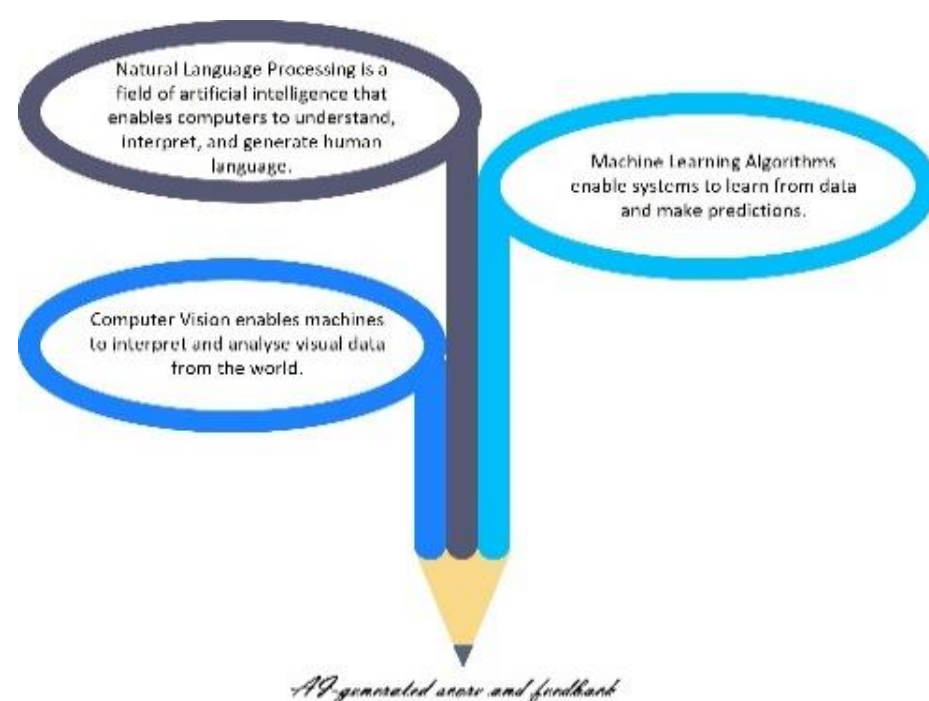 Natural Language Processing is a
field of artificial intelligence that
enables computers to understand,
interpret, and generate human
language.
Machine Learning Algorithms
enable systems to learn from data
and make predictions.
Computer Vision enables machines
to interpret and analyse visual data
from the world.
AI-generated score and feedback